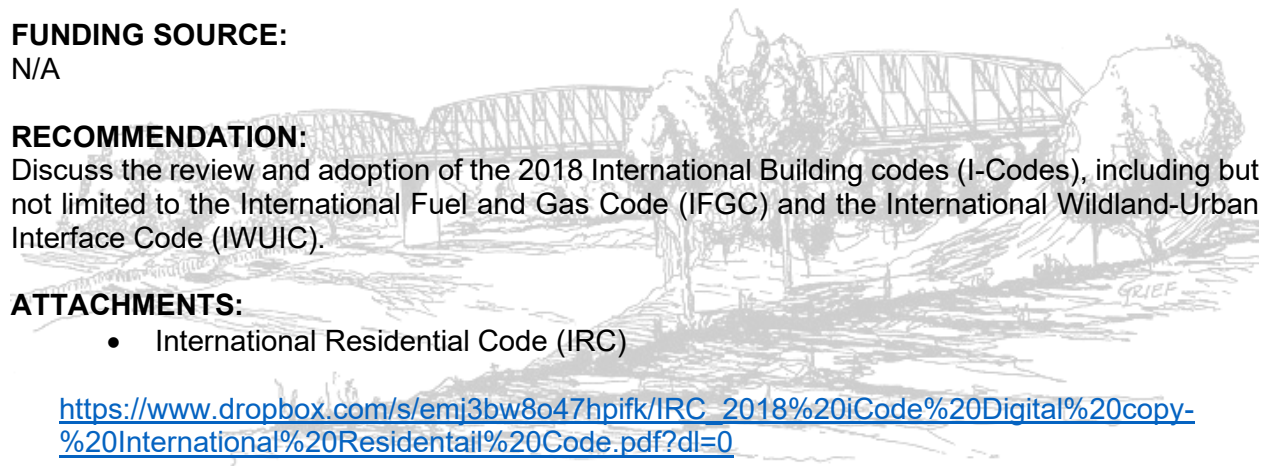 FUNDING SOURCE:
N/A
RECOMMENDATION:
Discuss the review and adoption of the 2018 International Building codes (I-Codes), including but
not limited to the International Fuel and Gas Code (IFGC) and the International Wildland-Urban
Interface Code (IWUIC).
GRIEF
ATTACHMENTS:
• International Residential Code (IRC)
https://www.dropbox.com/s/emj3bw8o47hpifk/IRC_2018%20iCode%20Digital%20copy-
%20International%20Residentail%20Code.pdf?dl=0